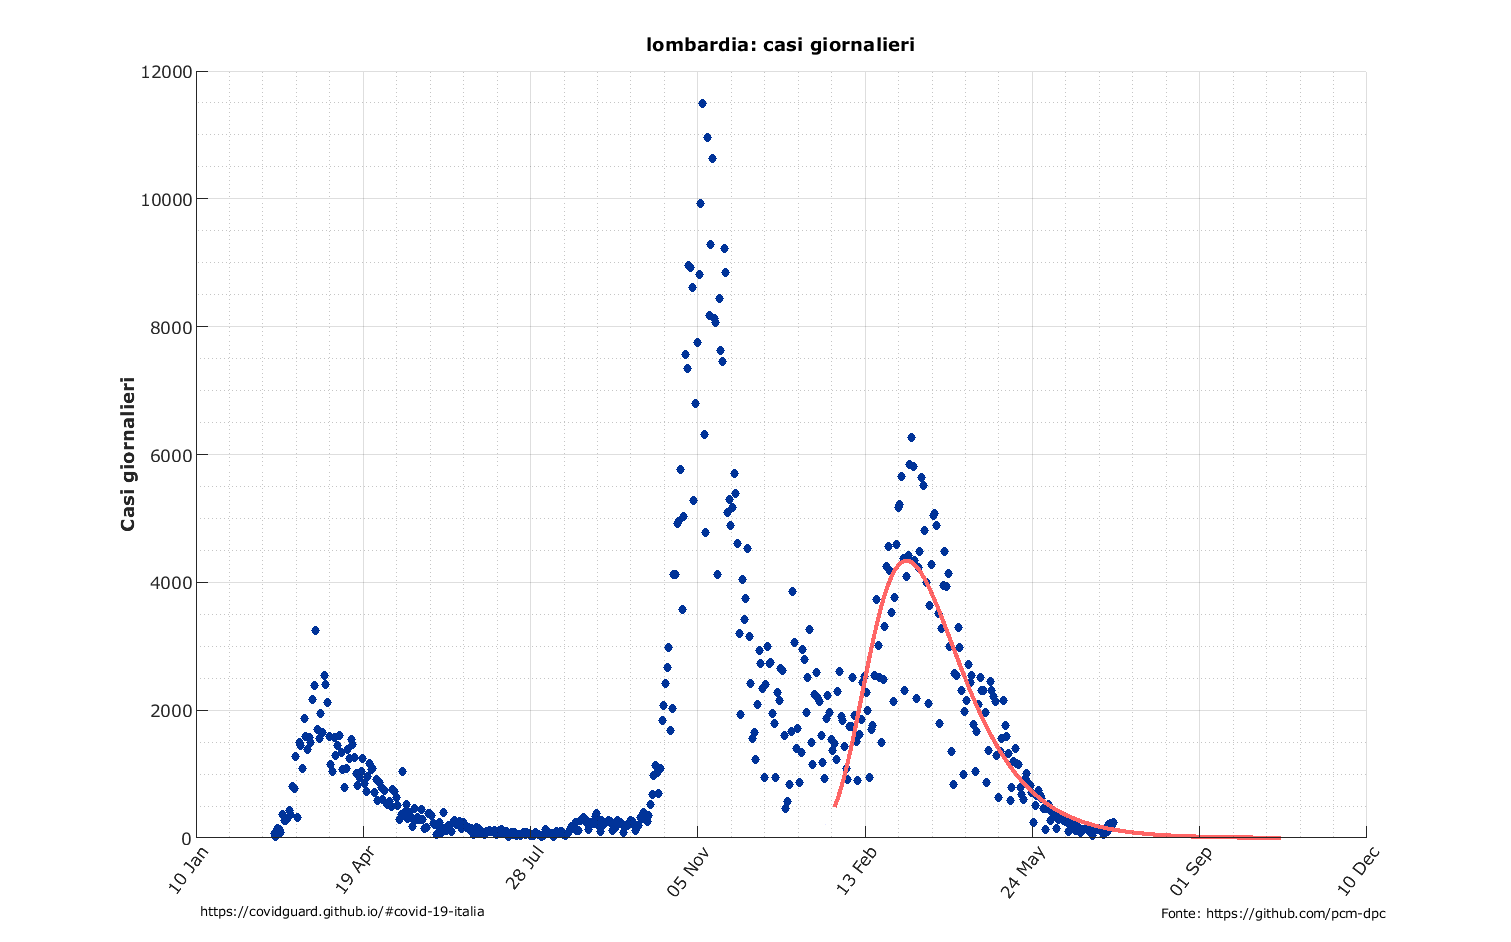 lombardia: casi giornalieri
12000
10000
8000
6000
4000
2000
0
Casi giornalieri
10 Jan
19 Apr
28 Jul
05 Nov
13 Feb
24 May
01 Sep
10 Dec
https://covidguard.github.io/#covid-19-italia
Fonte: https://github.com/pcm-dpc